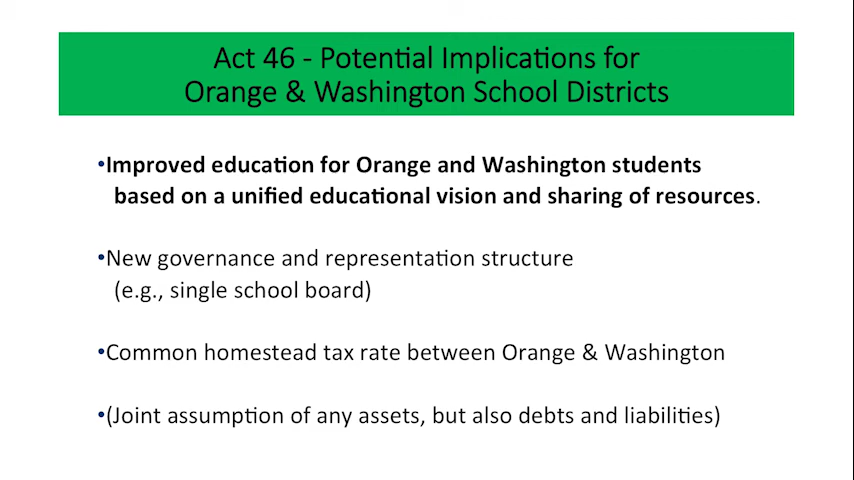 Act 46 - Potential Implications for
Orange & Washington School Districts
•Improved education for Orange and Washington students
based on a unified educational vision and sharing of resources.
•New governance and representation structure
(e.g., single school board)
•Common homestead tax rate between Orange & Washington
•(Joint assumption of any assets, but also debts and liabilities)